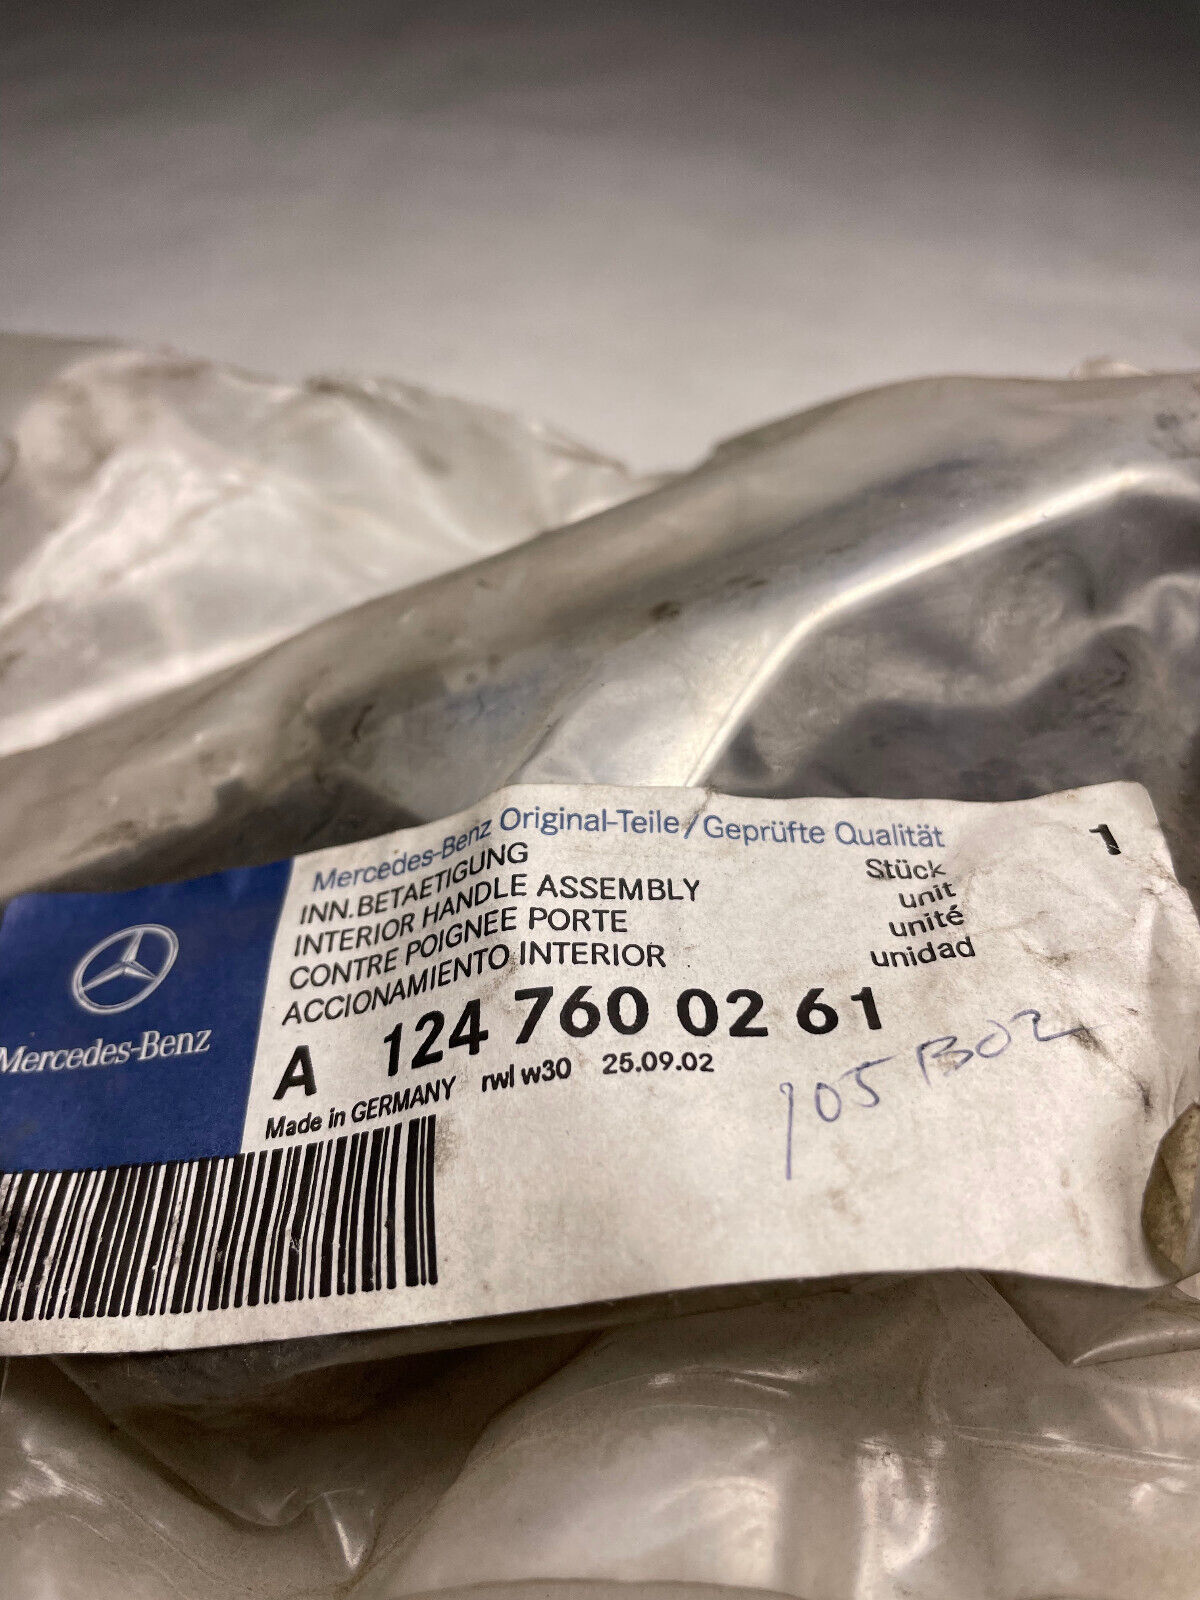 Mercedes-Benz Original-Teile/Geprüfte Qualität
1
INN.BETAETIGUNG
Stück
INTERIOR HANDLE ASSEMBLY
unit
CONTRE POIGNEE PORTE
unité
ACCIONAMIENTO INTERIOR
unidad
A 124 760 02 61
Made in GERMANY rwl w30 25.09.02
105B02
Mercedes-Benz